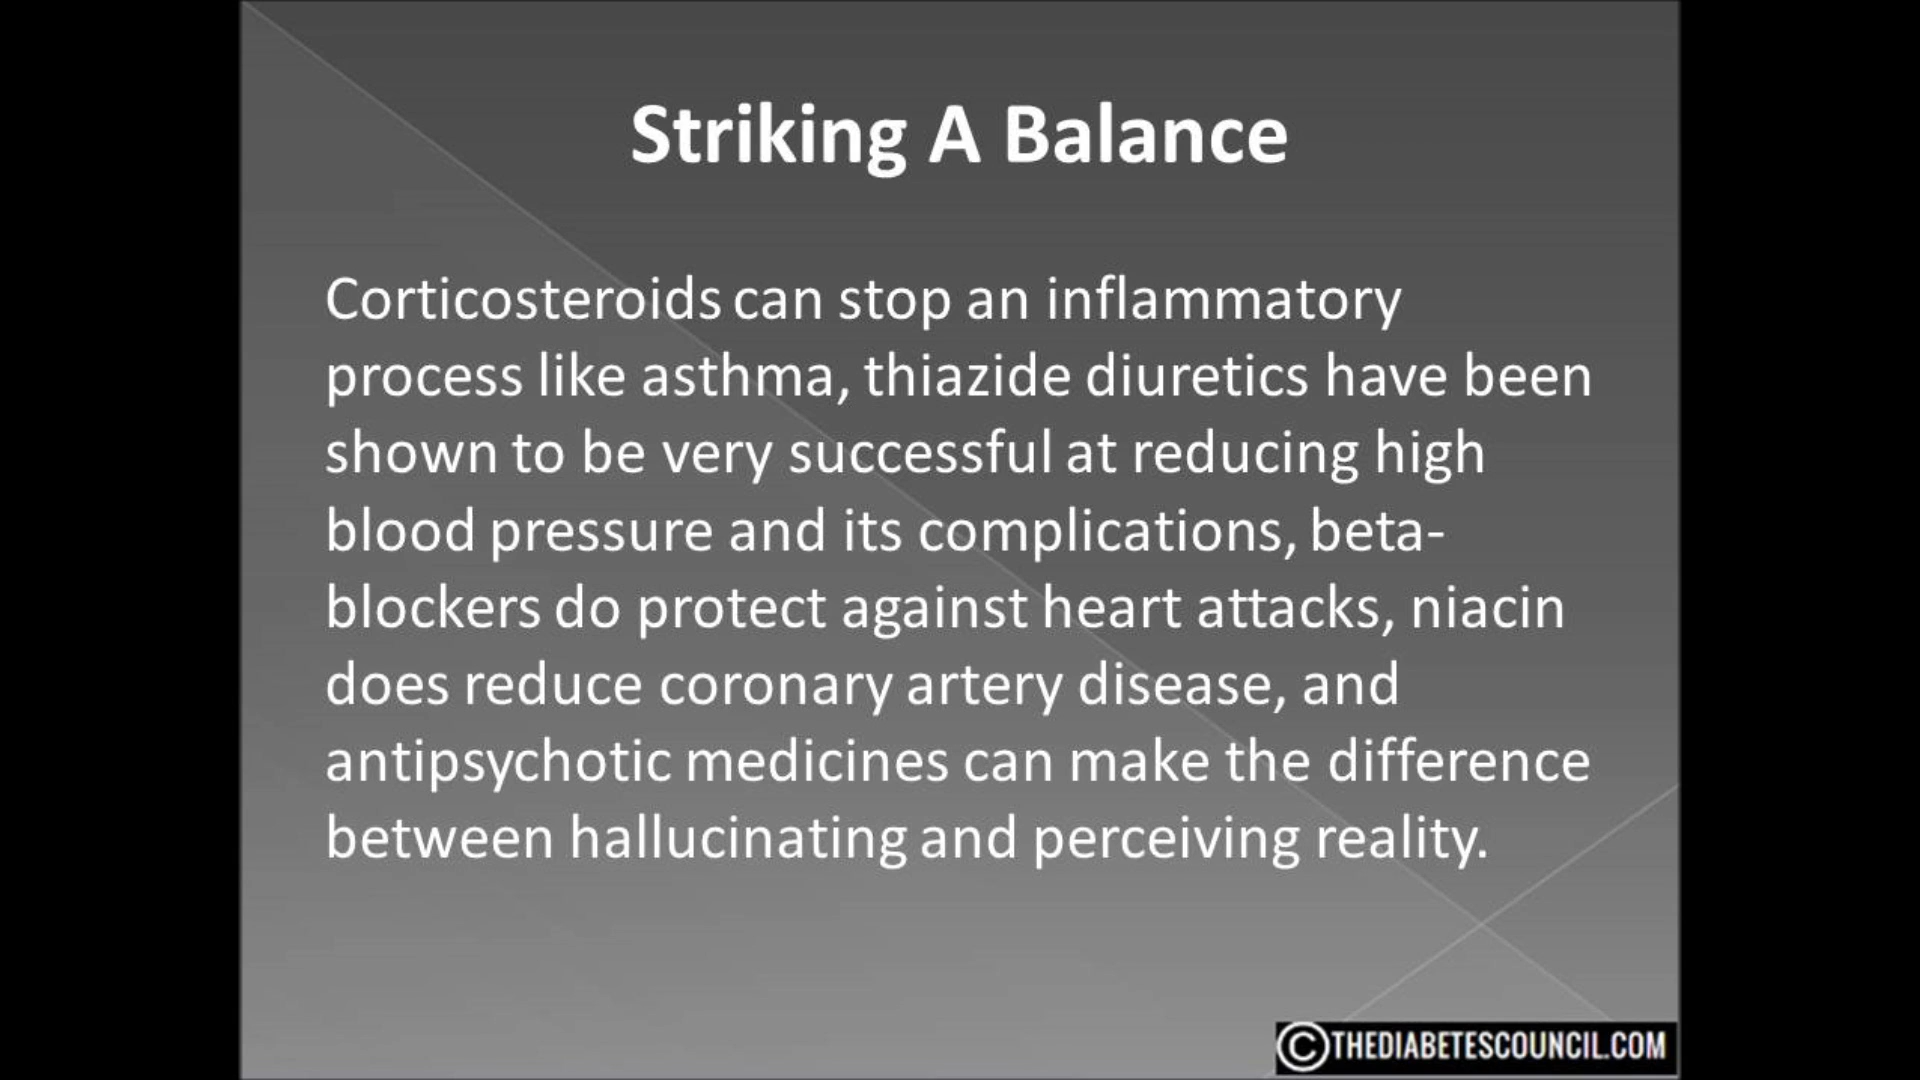 Striking A Balance
Corticosteroids can stop an inflammatory
process like asthma, thiazide diuretics have been
shown to be very successful at reducing high
blood pressure and its complications, beta-
blockers do protect against heart attacks, niacin
does reduce coronary artery disease, and
antipsychotic medicines can make the difference
between hallucinating and perceiving reality.
©THEDIABETESCOUNCIL.COM